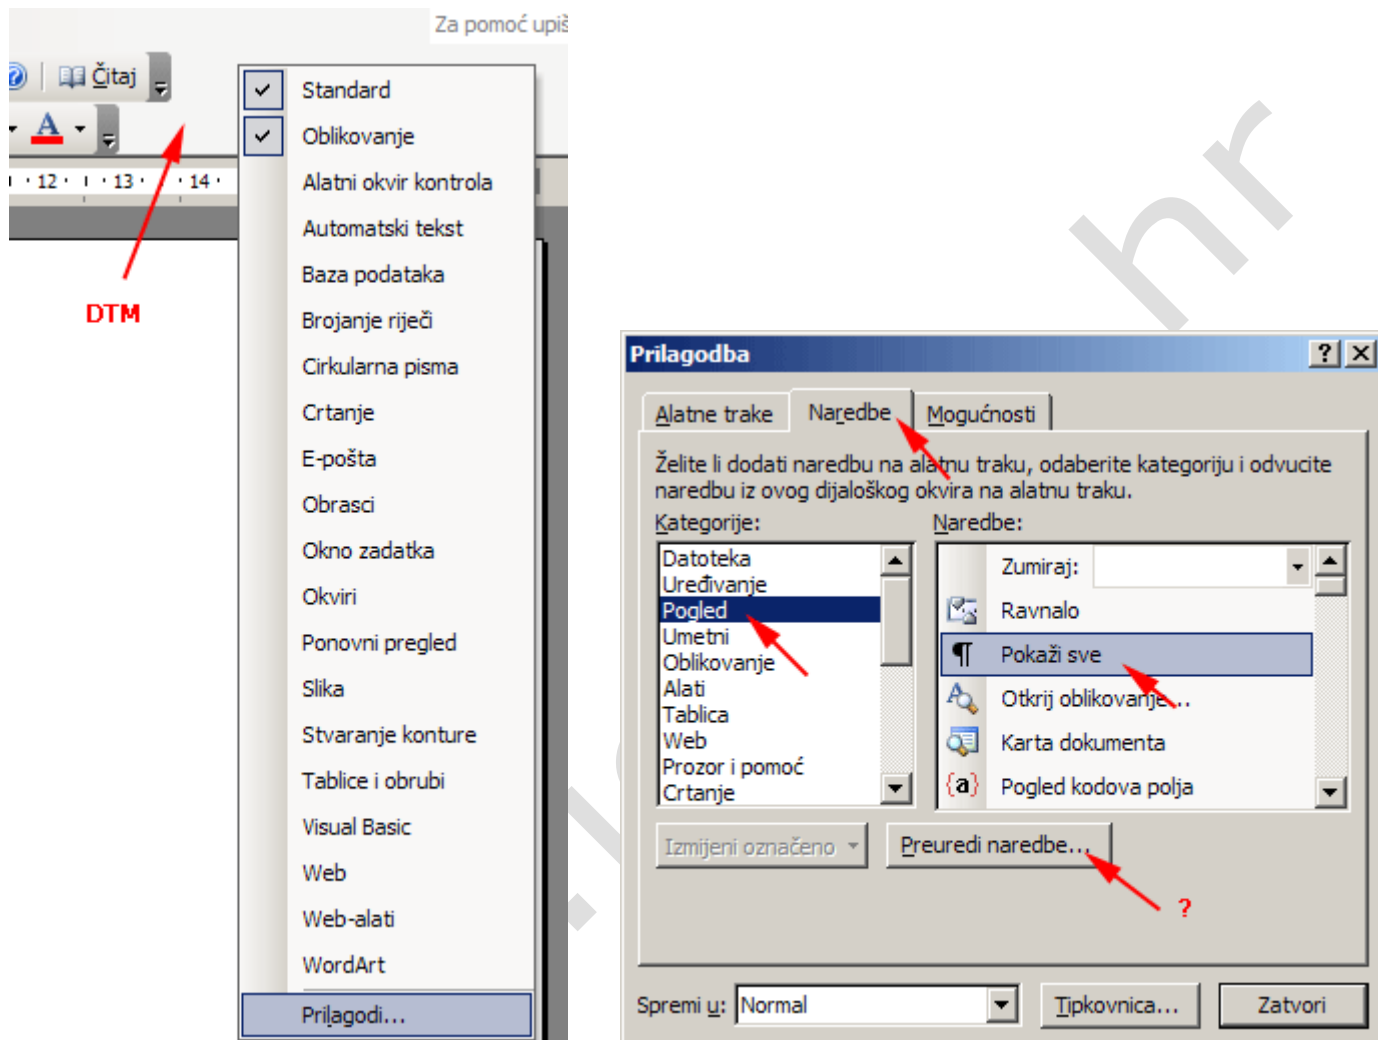 Za pomoć upiš
Čitaj
A
12 · 13 · 14
DTM
Standard
Oblikovanje
Alatni okvir kontrola
Automatski tekst
Baza podataka
Brojanje riječi
Cirkularna pisma
Crtanje
E-pošta
Obrasci
Okno zadatka
Okviri
Ponovni pregled
Slika
Stvaranje konture
Tablice i obrubi
Visual Basic
Web
Web-alati
WordArt
Prilagodi...
Prilagodba
Alatne trake Naredbe Mogućnosti
Želite li dodati naredbu na alatnu traku, odaberite kategoriju i odvucite
naredbu iz ovog dijaloškog okvira na alatnu traku.
Kategorije:
Datoteka
Uređivanje
Pogled
Umetni
Oblikovanje
Alati
Tablica
Web
Prozor i pomoć
Crtanje
Naredbe:
Zumiraj:
Ravnalo
¶ Pokaži sve
Otkrij oblikovanje...
Karta dokumenta
{a} Pogled kodova polja
Izmijeni označeno
Preuredi naredbe...
?
Spremi u: Normal
Tipkovnica...
Zatvori
hr